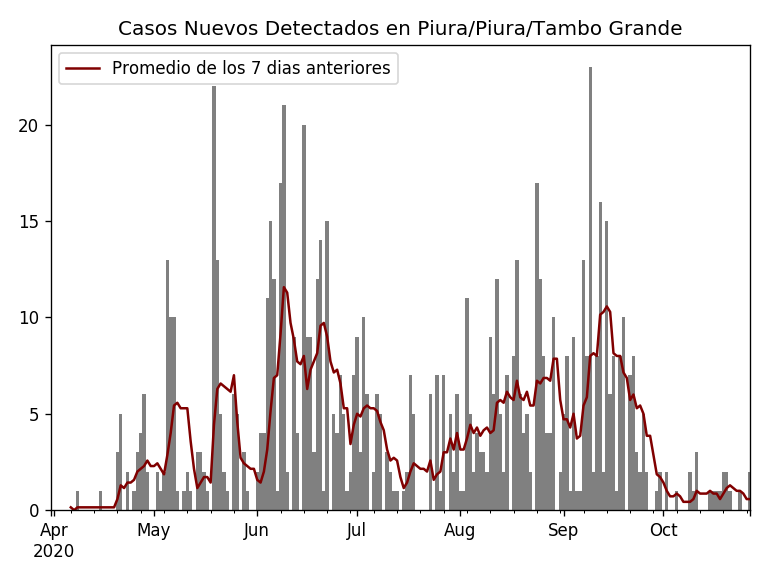 Casos Nuevos Detectados en Piura/Piura/Tambo Grande
Promedio de los 7 dias anteriores
20
15
10
5
0
Apr May Jun Jul Aug Sep Oct
2020